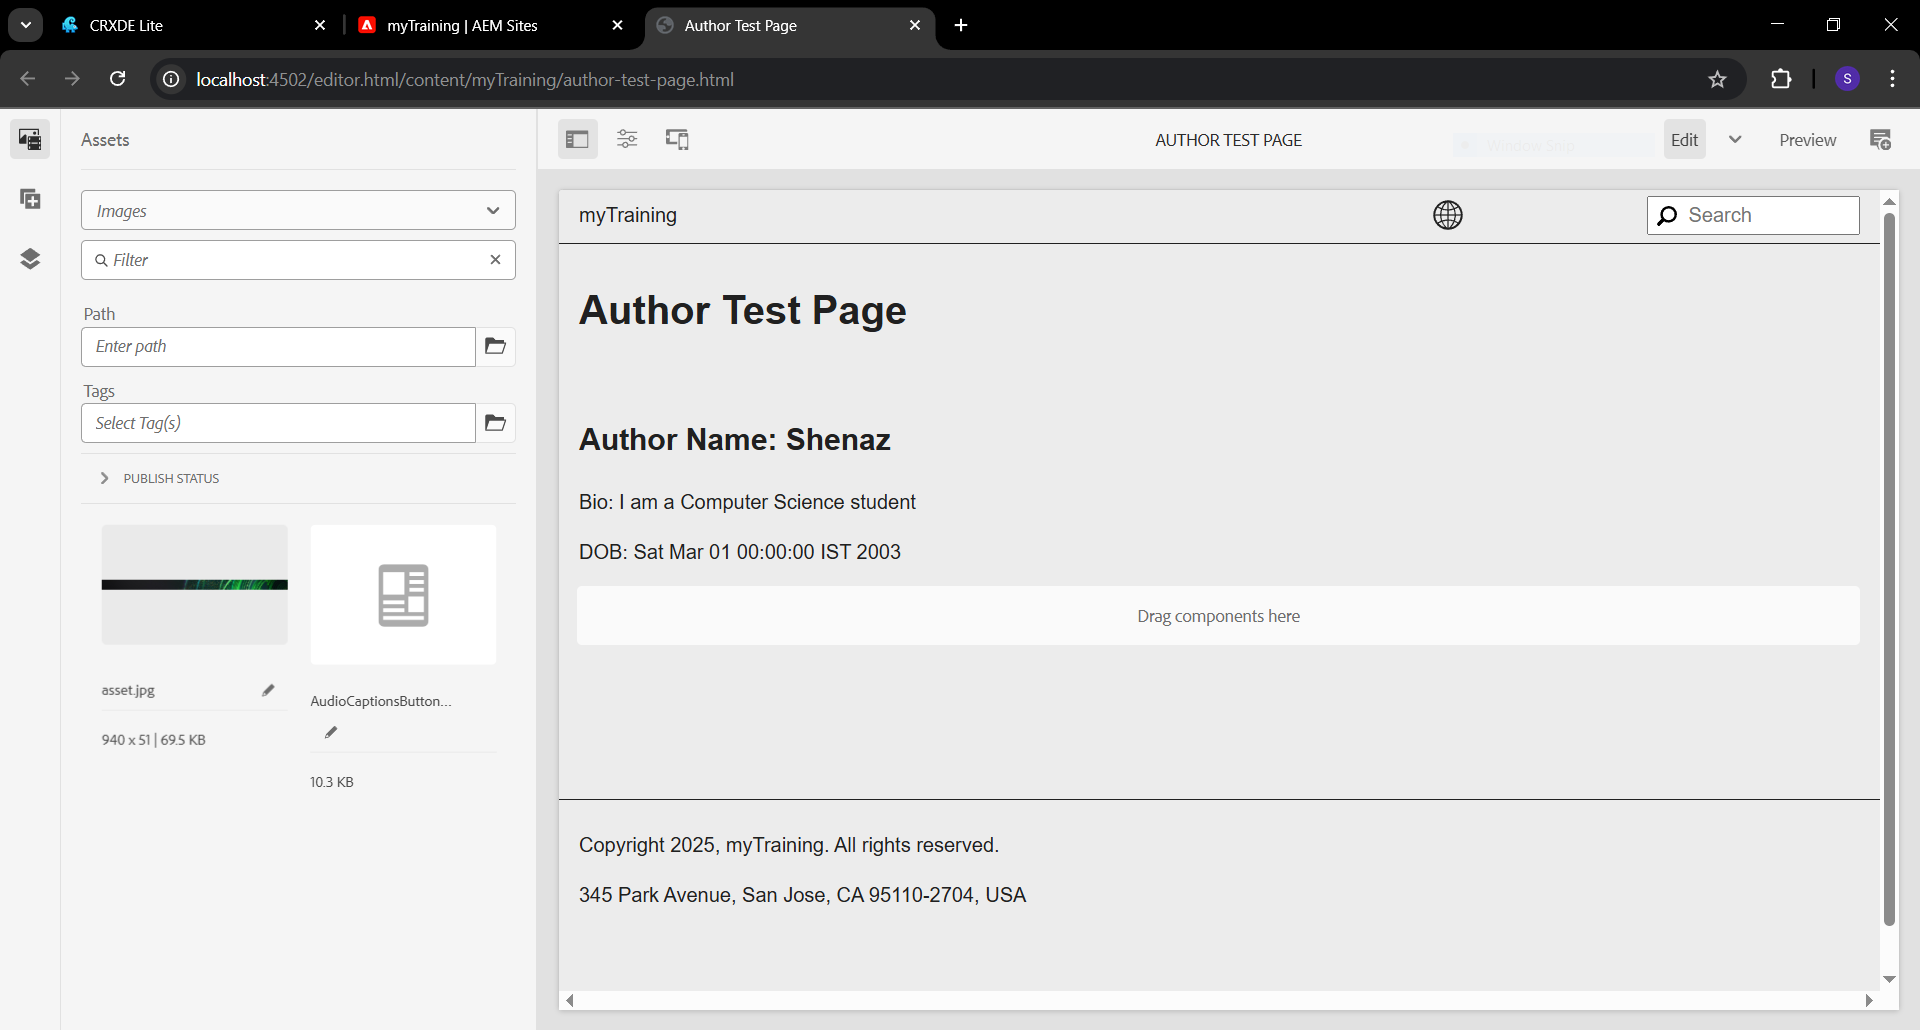 CRXDE Lite
myTraining | AEM Sites
Author Test Page
localhost:4502/editor.html/content/myTraining/author-test-page.html
S
Assets
AUTHOR TEST PAGE
Window Snip
Edit
Preview
Images
Filter
Path
Enter path
Tags
Select Tag(s)
PUBLISH STATUS
asset.jpg
940 x 51 | 69.5 KB
AudioCaptionsButton...
10.3 KB
myTraining
Search
Author Test Page
Author Name: Shenaz
Bio: I am a Computer Science student
DOB: Sat Mar 01 00:00:00 IST 2003
Drag components here
Copyright 2025, myTraining. All rights reserved.
345 Park Avenue, San Jose, CA 95110-2704, USA